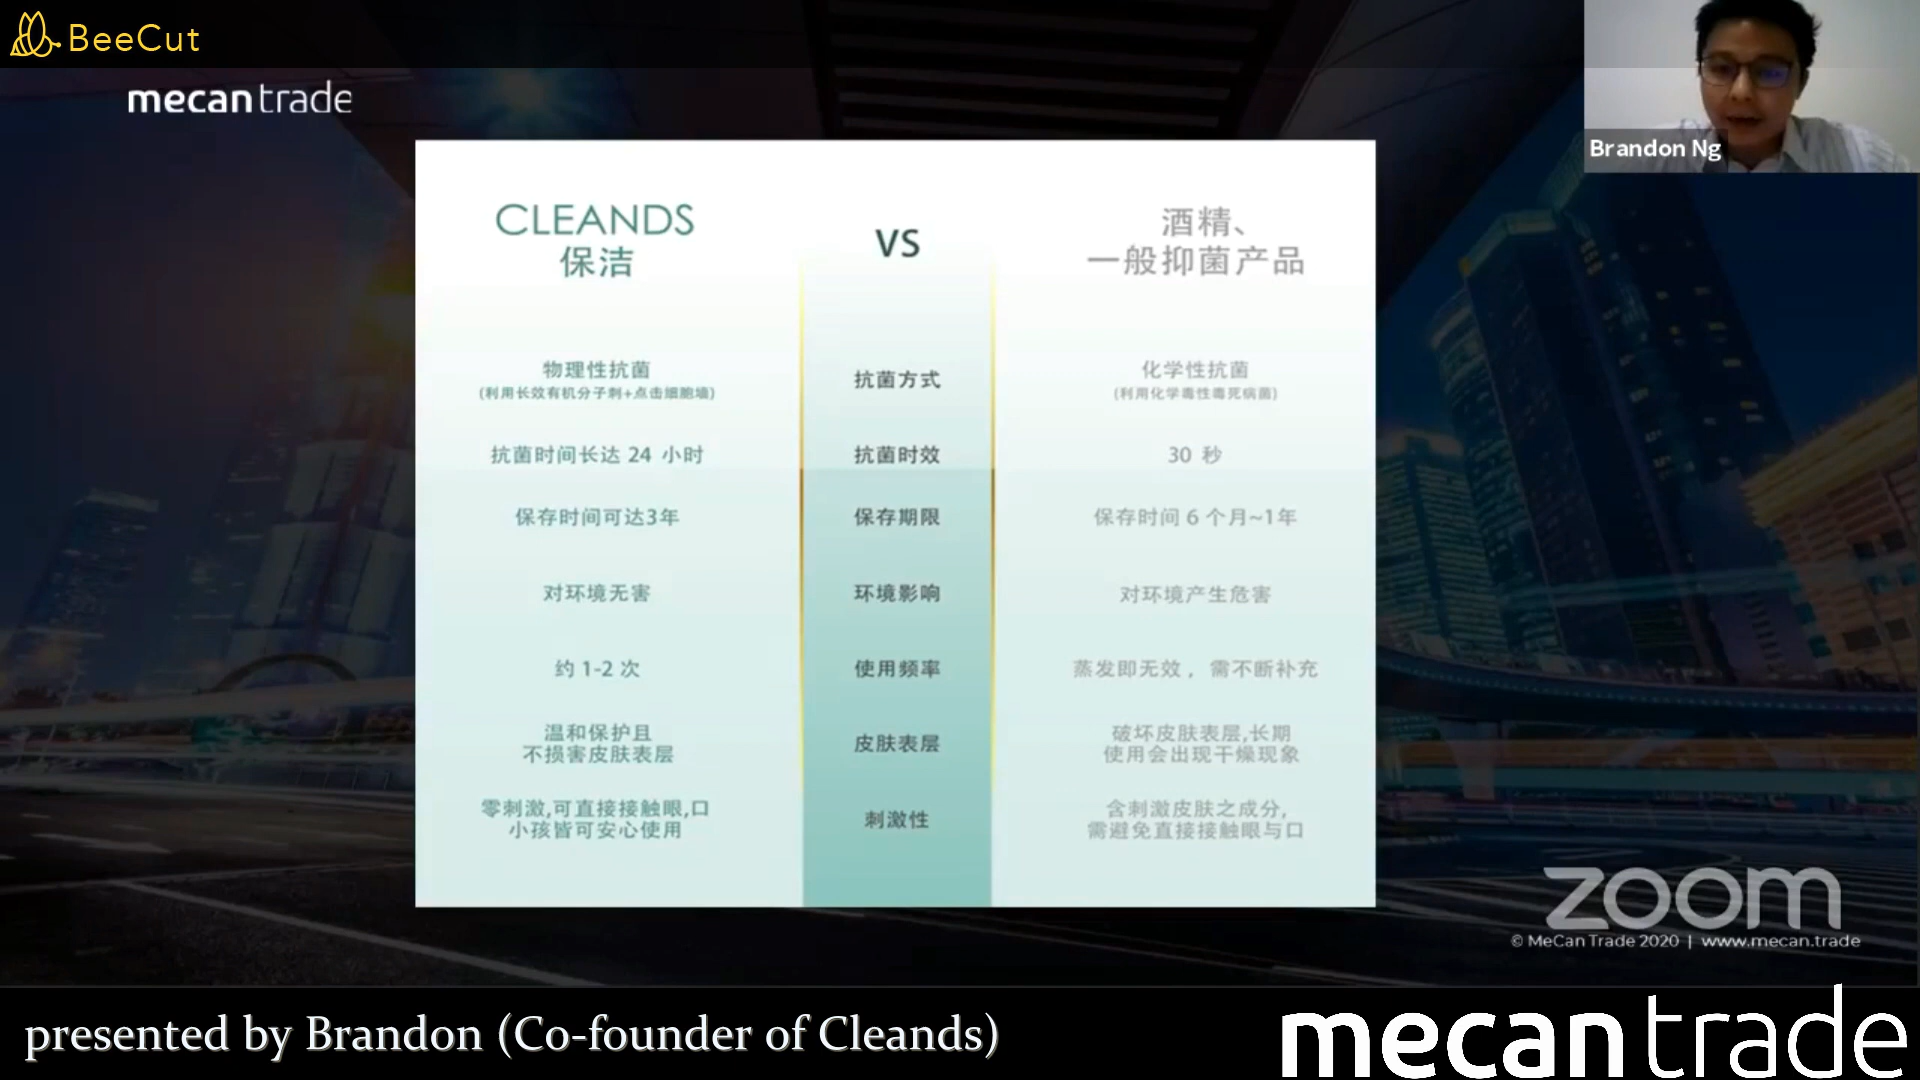 BeeCut
mecantrade
Brandon Ng
CLEANDS
保洁
VS
酒精、
一般抑菌产品
物理性抗菌
(利用长效有机分子刺+点击细胞墙)
抗菌方式
化学性抗菌
(利用化学毒性毒死病菌)
抗菌时间长达 24 小时
抗菌时效
30 秒
保存时间可达3年
保存期限
保存时间 6 个月~1年
对环境无害
环境影响
对环境产生危害
约 1-2 次
使用频率
蒸发即无效，需不断补充
温和保护且
不损害皮肤表层
皮肤表层
破坏皮肤表层,长期
使用会出现干燥现象
零刺激,可直接接触眼,口
小孩皆可安心使用
刺激性
含刺激皮肤之成分,
需避免直接接触眼与口
zoom
© MeCan Trade 2020 | www.mecan.trade
presented by Brandon (Co-founder of Cleands)
mecantrade